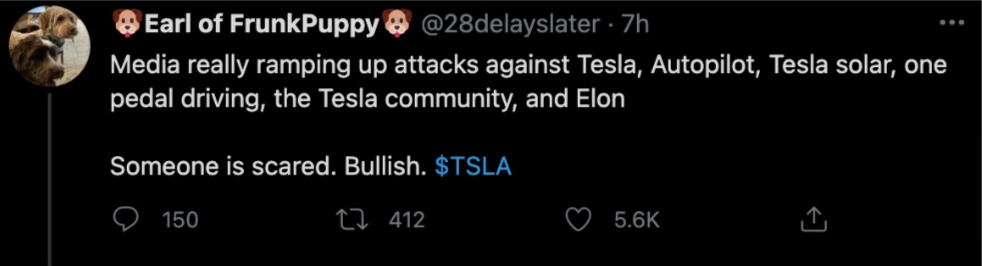 🐶Earl of FrunkPuppy🐶 @28delayslater · 7h
Media really ramping up attacks against Tesla, Autopilot, Tesla solar, one
pedal driving, the Tesla community, and Elon
Someone is scared. Bullish. $TSLA
150 412 5.6K